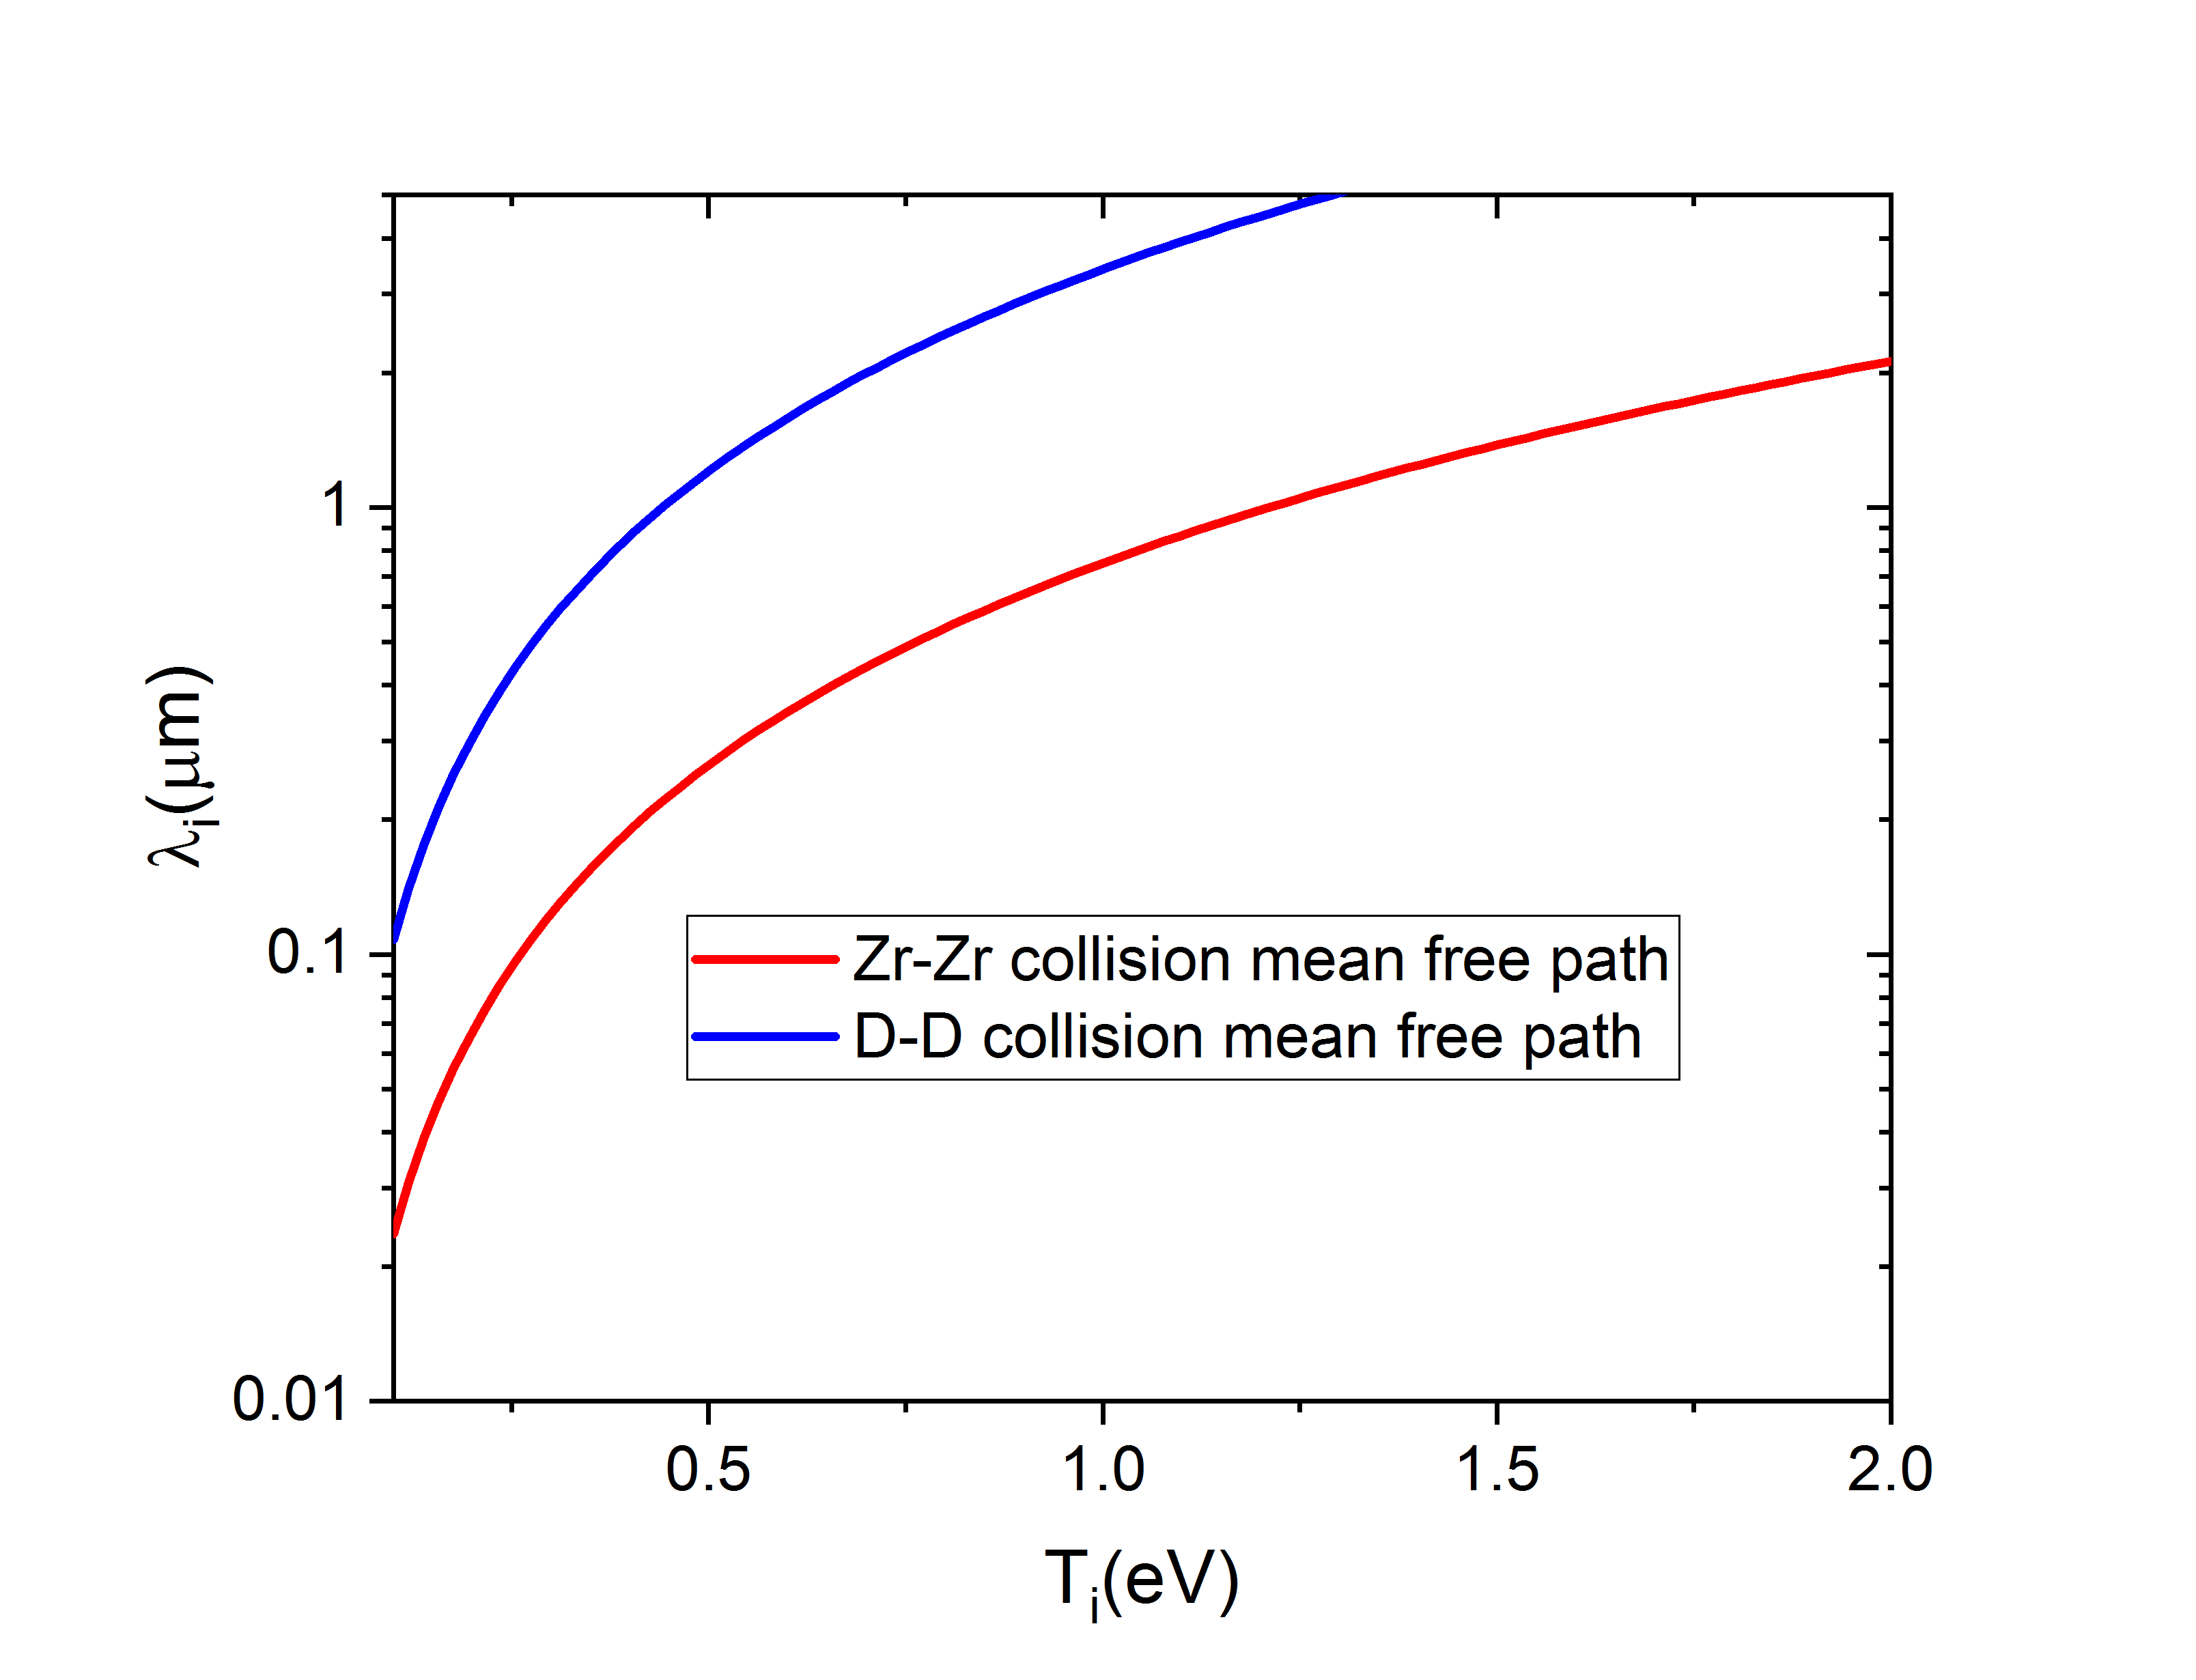 1
0.1
0.01
λi(μm)
Zr-Zr collision mean free path
D-D collision mean free path
0.5 1.0 1.5 2.0
Ti(eV)